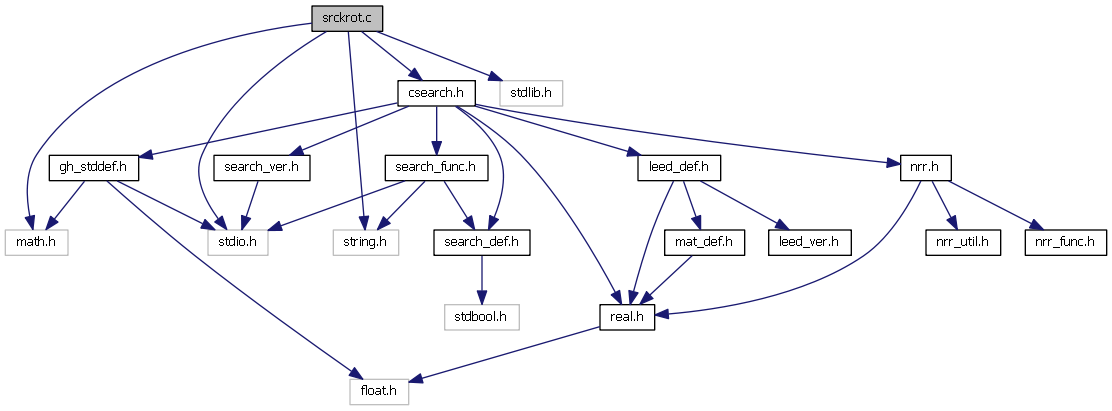 srckrot.c
csearch.h
stdlib.h
gh_stddef.h
search_ver.h
search_func.h
leed_def.h
nrr.h
math.h
stdio.h
string.h
search_def.h
mat_def.h
leed_ver.h
nrr_util.h
nrr_func.h
stdbool.h
real.h
float.h